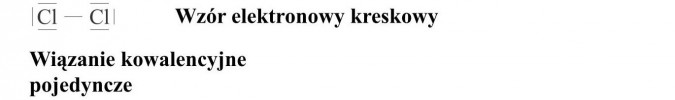 |Cl — Cl| Wzór elektronowy kreskowy
Wiązanie kowalencyjne
pojedyncze